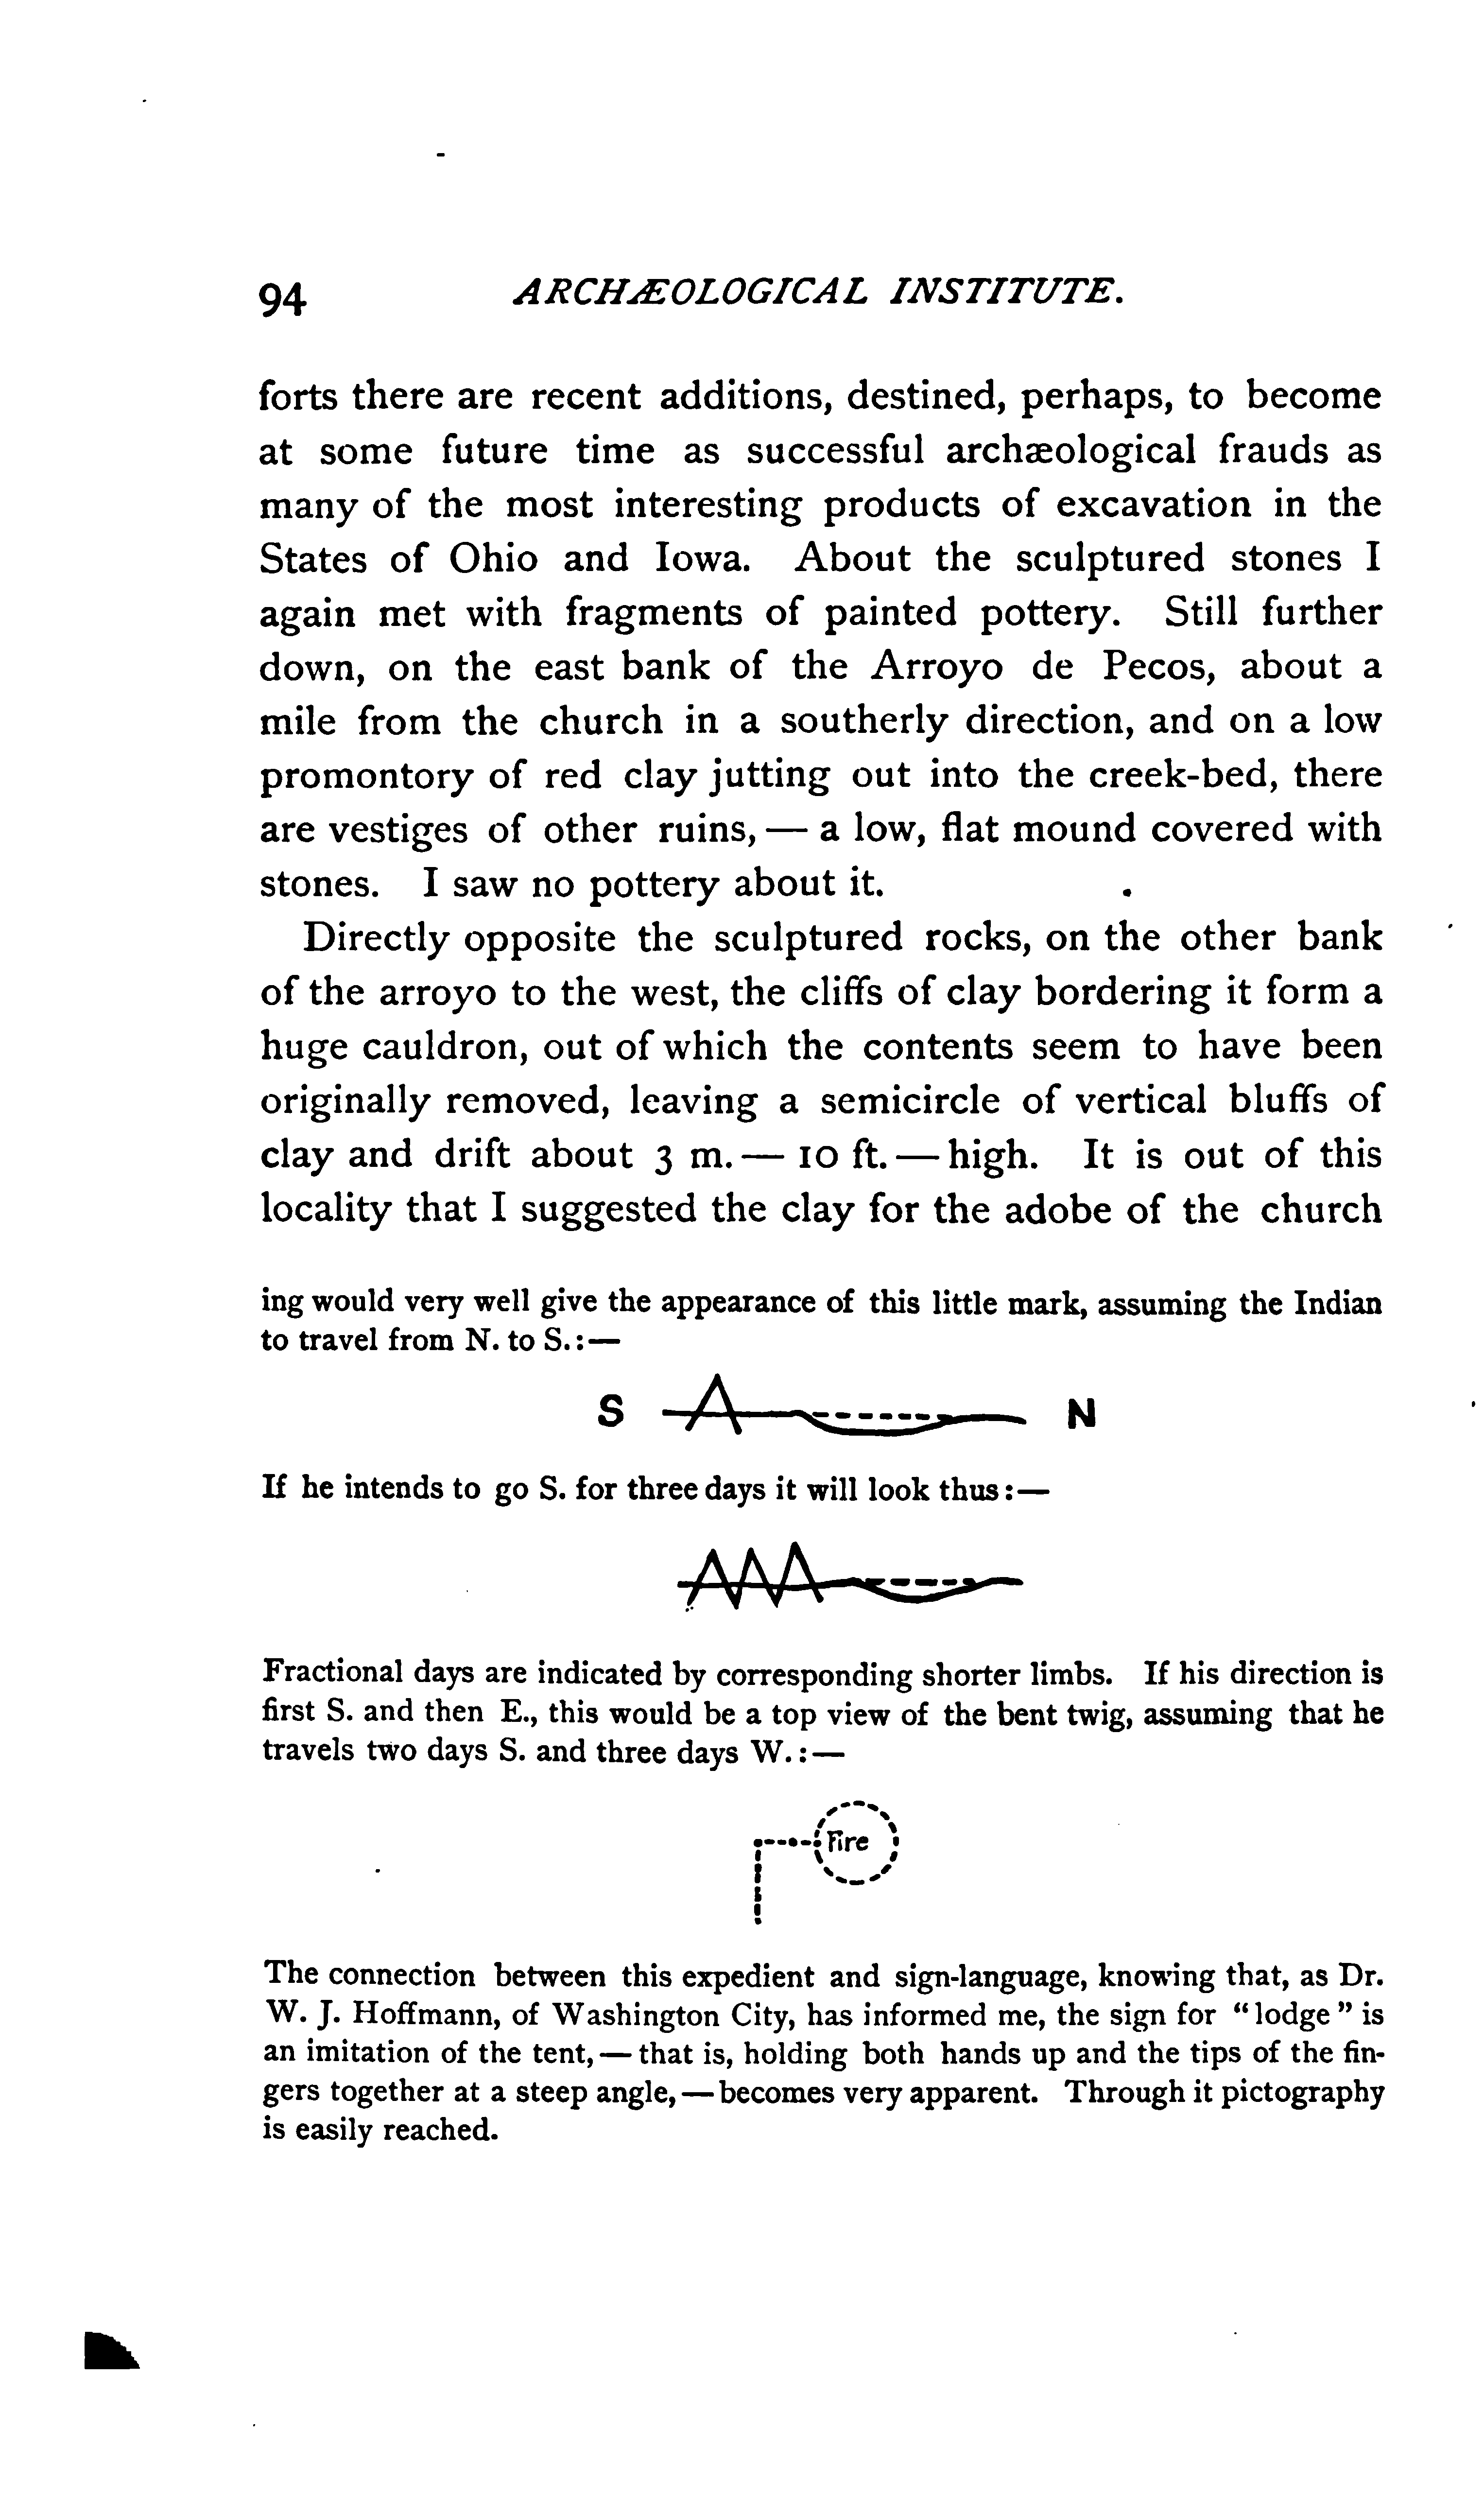 94 ARCHÆOLOGICAL INSTITUTE.
forts there are recent additions, destined, perhaps, to become
at some future time as successful archæological frauds as
many of the most interesting products of excavation in the
States of Ohio and Iowa. About the sculptured stones I
again met with fragments of painted pottery. Still further
down, on the east bank of the Arroyo de Pecos, about a
mile from the church in a southerly direction, and on a low
promontory of red clay jutting out into the creek-bed, there
are vestiges of other ruins, — a low, flat mound covered with
stones. I saw no pottery about it.
Directly opposite the sculptured rocks, on the other bank
of the arroyo to the west, the cliffs of clay bordering it form a
huge cauldron, out of which the contents seem to have been
originally removed, leaving a semicircle of vertical bluffs of
clay and drift about 3 m. — 10 ft. — high. It is out of this
locality that I suggested the clay for the adobe of the church
ing would very well give the appearance of this little mark, assuming the Indian
to travel from N. to S.: —
S N
If he intends to go S. for three days it will look thus: —
Fractional days are indicated by corresponding shorter limbs. If his direction is
first S. and then E., this would be a top view of the bent twig, assuming that he
travels two days S. and three days W.: —
Fire
The connection between this expedient and sign-language, knowing that, as Dr.
W. J. Hoffmann, of Washington City, has informed me, the sign for "lodge" is
an imitation of the tent, — that is, holding both hands up and the tips of the fin-
gers together at a steep angle, — becomes very apparent. Through it pictography
is easily reached.